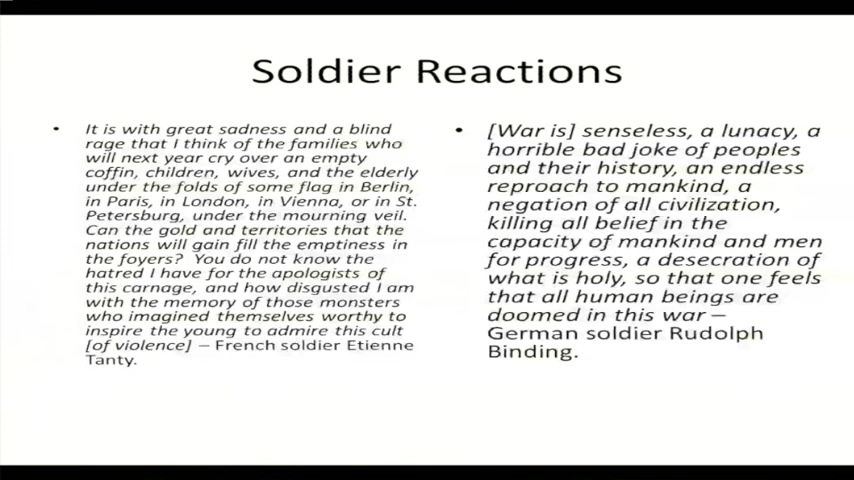 Soldier Reactions
• It is with great sadness and a blind
rage that I think of the families who
will next year cry over an empty
coffin, children, wives, and the elderly
under the folds of some flag in Berlin,
in Paris, in London, in Vienna, or in St.
Petersburg, under the mourning veil.
Can the gold and territories that the
nations will gain fill the emptiness in
the foyers? You do not know the
hatred I have for the apologists of
this carnage, and how disgusted I am
with the memory of those monsters
who imagined themselves worthy to
inspire the young to admire this cult
[of violence] – French soldier Etienne
Tanty.
• [War is] senseless, a lunacy, a
horrible bad joke of peoples
and their history, an endless
reproach to mankind, a
negation of all civilization,
killing all belief in the
capacity of mankind and men
for progress, a desecration of
what is holy, so that one feels
that all human beings are
doomed in this war –
German soldier Rudolph
Binding.